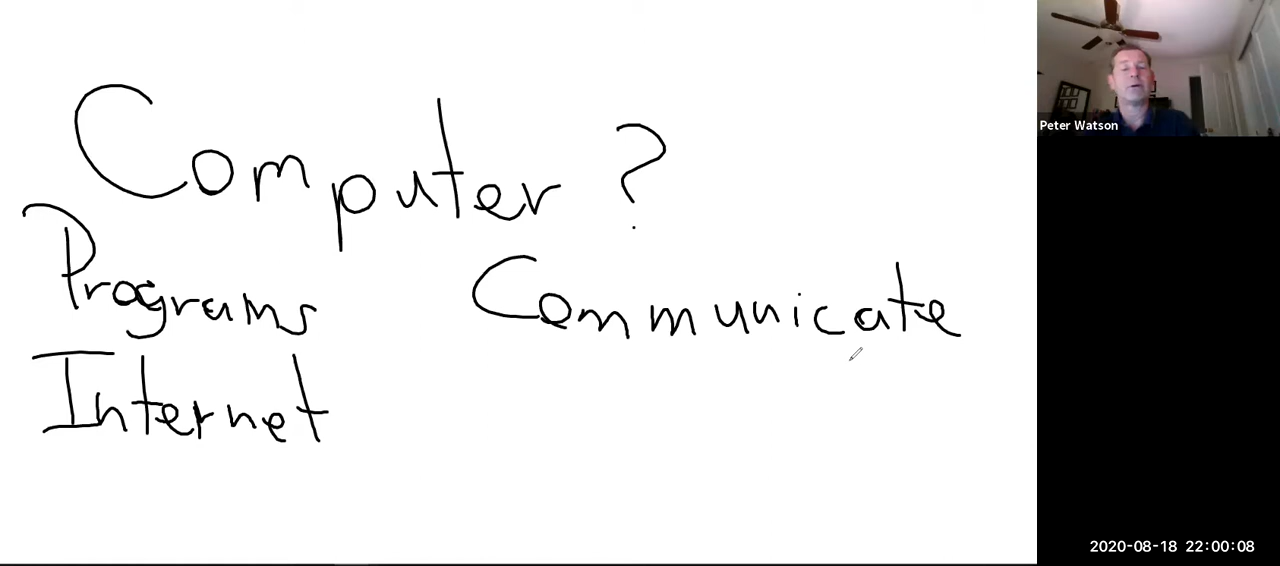 Computer ?
Programs
Communicate
Internet
Peter Watson
2020-08-18 22:00:08